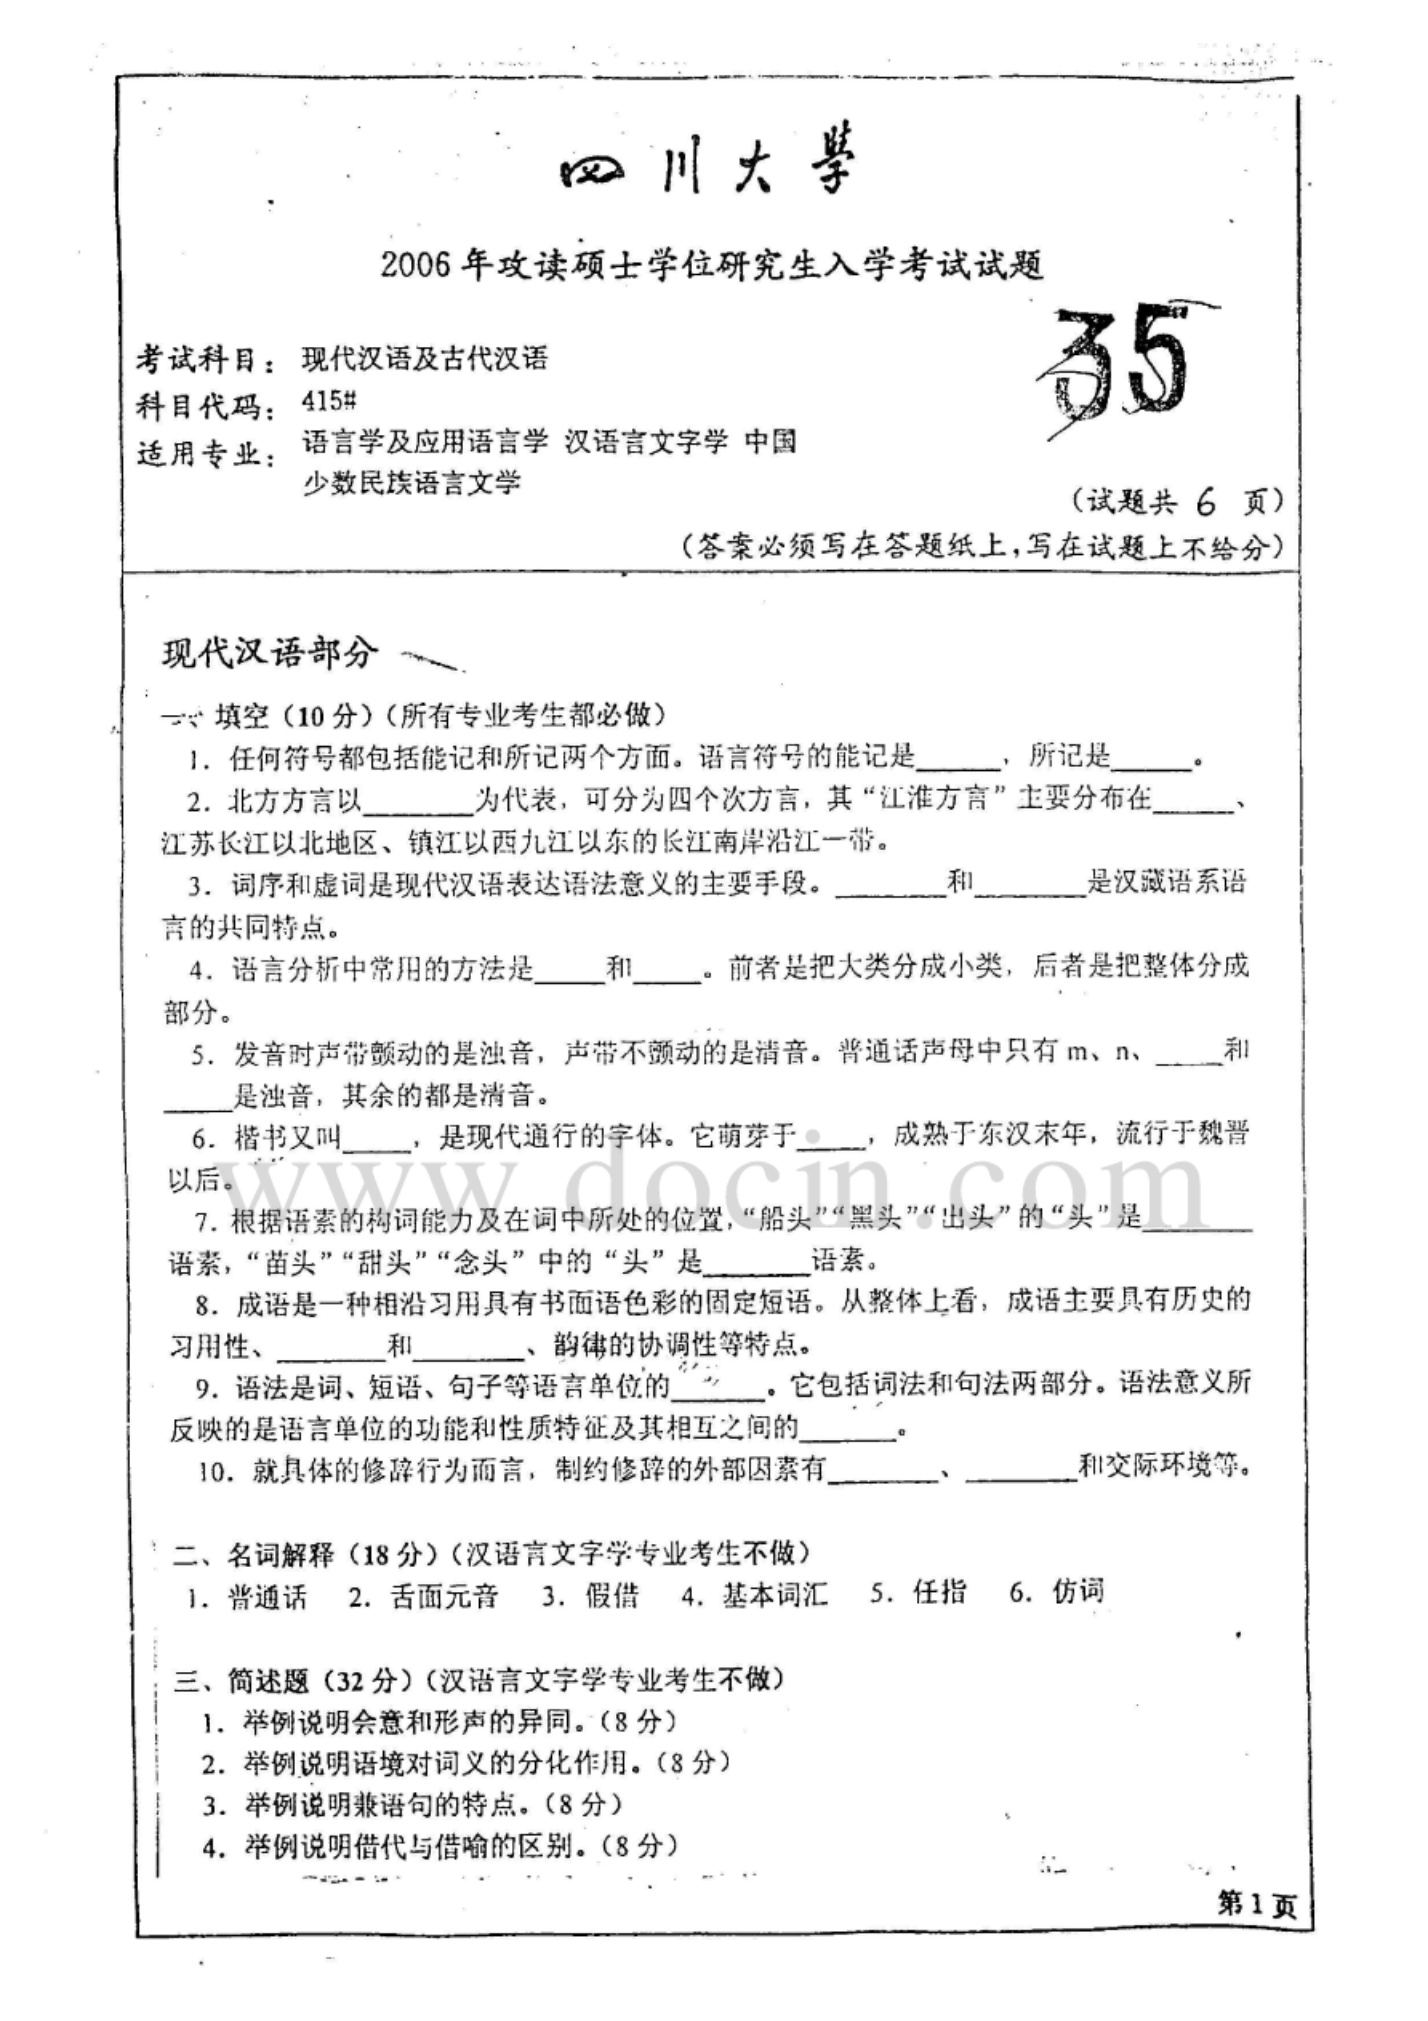 四川大學
2006年攻读硕士学位研究生入学考试试题
35
考试科目：现代汉语及古代汉语
科目代码：415#
适用专业：语言学及应用语言学 汉语言文字学 中国
少数民族语言文学
（试题共 6 页）
（答案必须写在答题纸上，写在试题上不给分）
现代汉语部分
一、填空（10分）（所有专业考生都必做）
1．任何符号都包括能记和所记两个方面。语言符号的能记是______，所记是______。
2．北方方言以________为代表，可分为四个次方言，其“江淮方言”主要分布在______、
江苏长江以北地区、镇江以西九江以东的长江南岸沿江一带。
3．词序和虚词是现代汉语表达语法意义的主要手段。________和________是汉藏语系语
言的共同特点。
4．语言分析中常用的方法是_____和_____。前者是把大类分成小类，后者是把整体分成
部分。
5．发音时声带颤动的是浊音，声带不颤动的是清音。普通话声母中只有 m、n、_____和
_____是浊音，其余的都是清音。
6．楷书又叫_____，是现代通行的字体。它萌芽于_____，成熟于东汉末年，流行于魏晋
以后。
www.docin.com
7．根据语素的构词能力及在词中所处的位置，“船头”“黑头”“出头”的“头”是________
语素，“苗头”“甜头”“念头”中的“头”是________语素。
8．成语是一种相沿习用具有书面语色彩的固定短语。从整体上看，成语主要具有历史的
习用性、________和________、韵律的协调性等特点。
9．语法是词、短语、句子等语言单位的_______。它包括词法和句法两部分。语法意义所
反映的是语言单位的功能和性质特征及其相互之间的_______。
10．就具体的修辞行为而言，制约修辞的外部因素有________、________和交际环境等。
二、名词解释（18分）（汉语言文字学专业考生不做）
1．普通话 2．舌面元音 3．假借 4．基本词汇 5．任指 6．仿词
三、简述题（32分）（汉语言文字学专业考生不做）
1．举例说明会意和形声的异同。（8分）
2．举例说明语境对词义的分化作用。（8分）
3．举例说明兼语句的特点。（8分）
4．举例说明借代与借喻的区别。（8分）
第1页